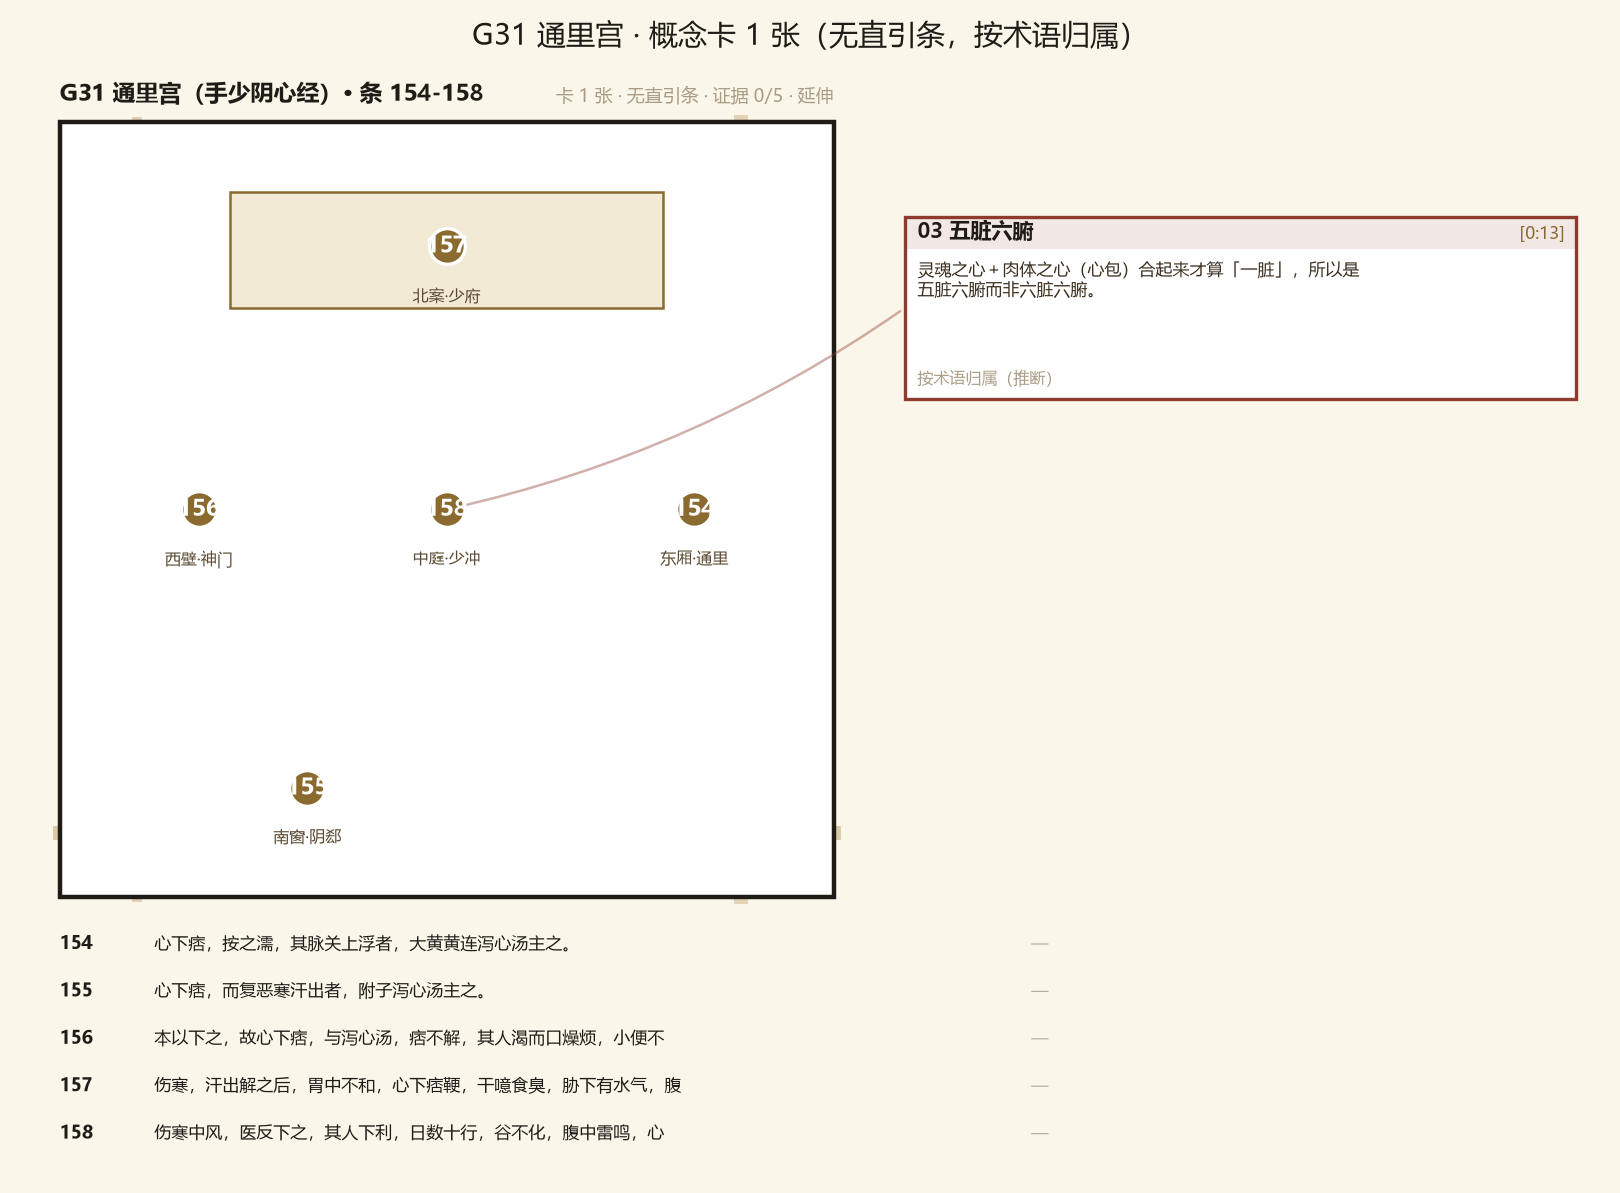 G31 通里宫 · 概念卡 1 张（无直引条，按术语归属）
G31 通里宫（手少阴心经）• 条 154-158
卡 1 张 · 无直引条 · 证据 0/5 · 延伸
157
北案·少府
03 五脏六腑
[0:13]
灵魂之心 + 肉体之心（心包）合起来才算「一脏」，所以是
五脏六腑而非六脏六腑。
按术语归属（推断）
156
西壁·神门
158
中庭·少冲
154
东厢·通里
155
南窗·阴郄
154 心下痞，按之濡，其脉关上浮者，大黄黄连泻心汤主之。 —
155 心下痞，而复恶寒汗出者，附子泻心汤主之。 —
156 本以下之，故心下痞，与泻心汤，痞不解，其人渴而口燥烦，小便不 —
157 伤寒，汗出解之后，胃中不和，心下痞鞕，干噫食臭，胁下有水气，腹 —
158 伤寒中风，医反下之，其人下利，日数十行，谷不化，腹中雷鸣，心 —